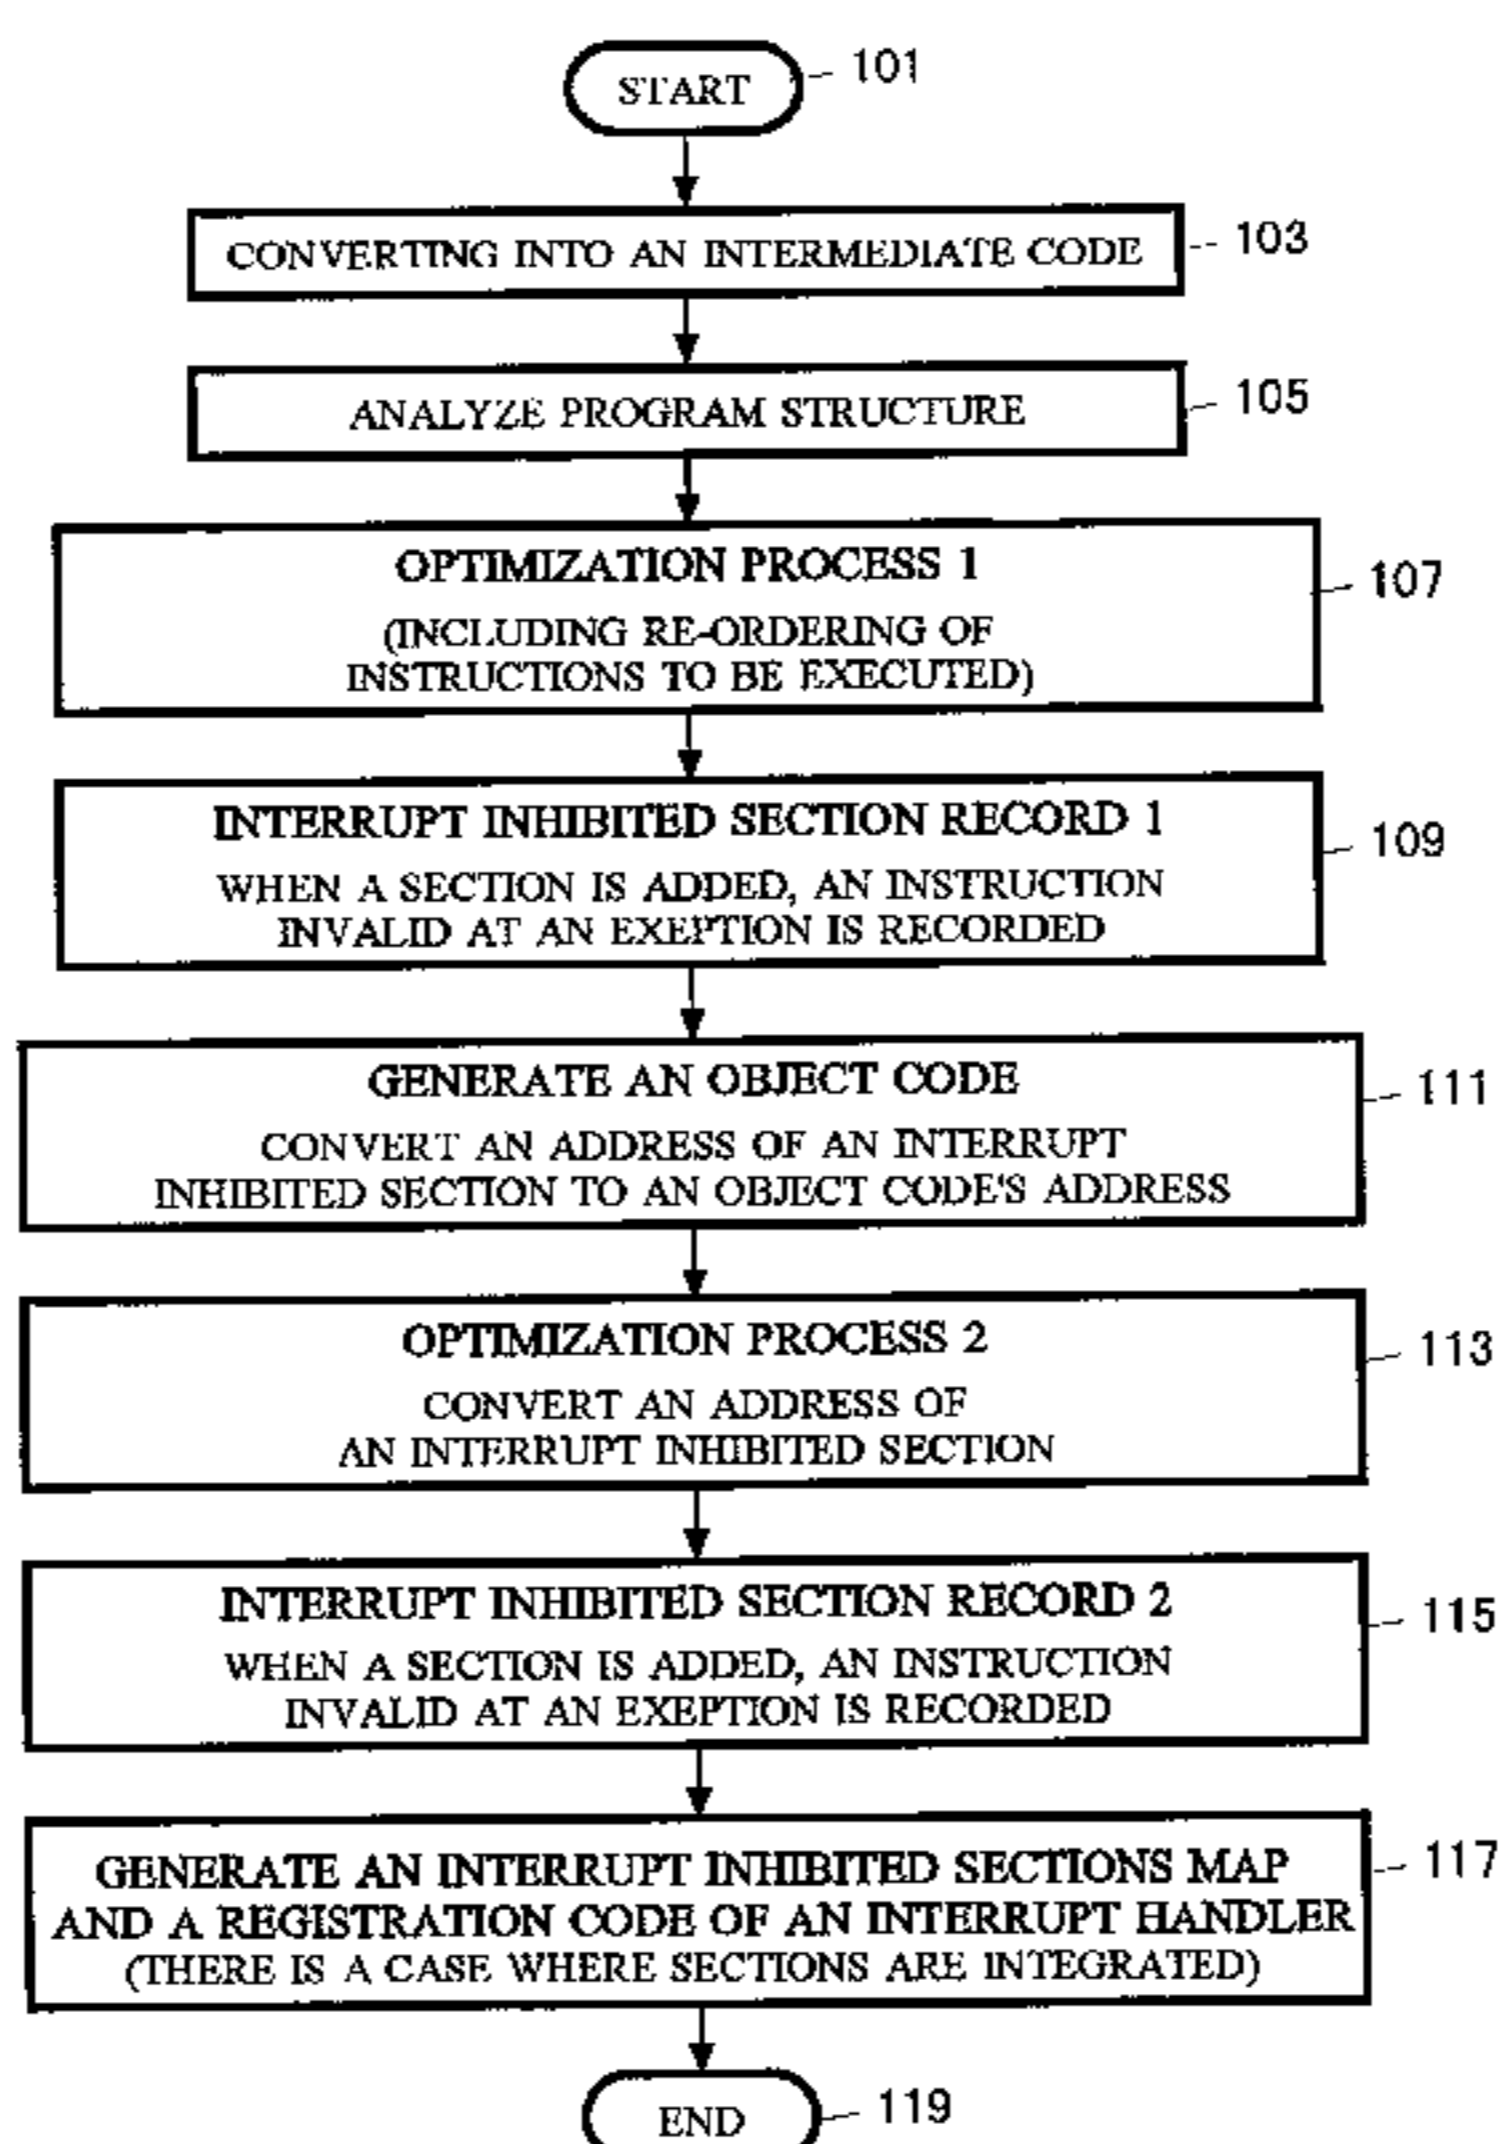 START
101
CONVERTING INTO AN INTERMEDIATE CODE
103
ANALYZE PROGRAM STRUCTURE
105
OPTIMIZATION PROCESS 1
(INCLUDING RE-ORDERING OF
INSTRUCTIONS TO BE EXECUTED)
107
INTERRUPT INHIBITED SECTION RECORD 1
WHEN A SECTION IS ADDED, AN INSTRUCTION
INVALID AT AN EXEPTION IS RECORDED
109
GENERATE AN OBJECT CODE
CONVERT AN ADDRESS OF AN INTERRUPT
INHIBITED SECTION TO AN OBJECT CODE'S ADDRESS
111
OPTIMIZATION PROCESS 2
CONVERT AN ADDRESS OF
AN INTERRUPT INHIBITED SECTION
113
INTERRUPT INHIBITED SECTION RECORD 2
WHEN A SECTION IS ADDED, AN INSTRUCTION
INVALID AT AN EXEPTION IS RECORDED
115
GENERATE AN INTERRUPT INHIBITED SECTIONS MAP
AND A REGISTRATION CODE OF AN INTERRUPT HANDLER
(THERE IS A CASE WHERE SECTIONS ARE INTEGRATED)
117
END
119